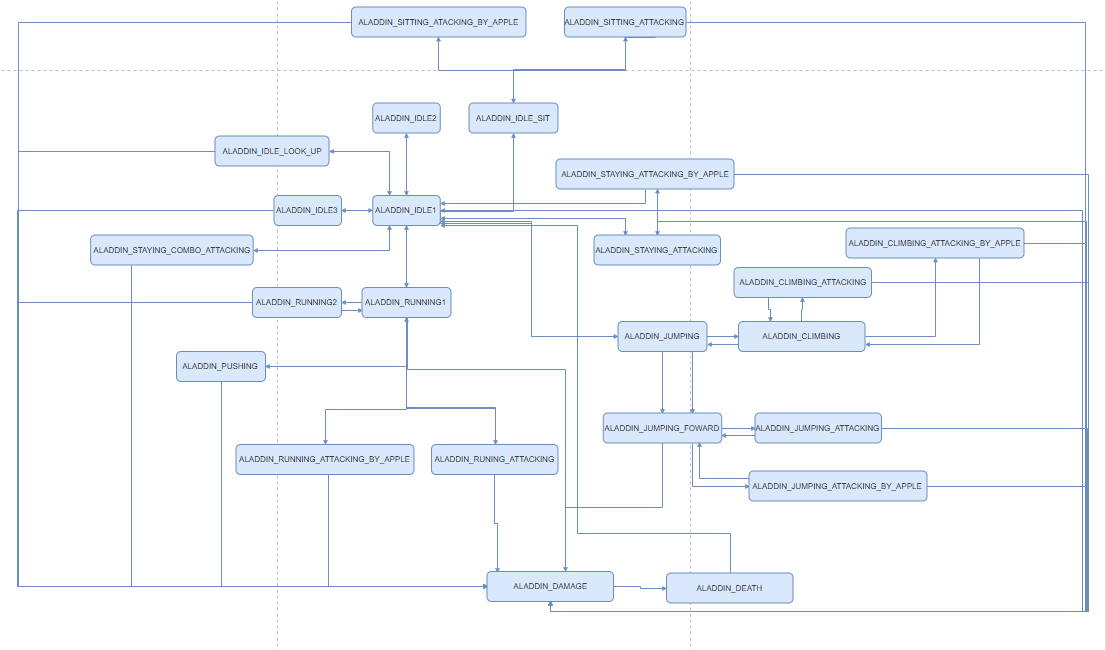 ALADDIN_SITTING_ATACKING_BY_APPLE
ALADDIN_SITTING_ATTACKING
ALADDIN_IDLE2
ALADDIN_IDLE_SIT
ALADDIN_IDLE_LOOK_UP
ALADDIN_STAYING_ATTACKING_BY_APPLE
ALADDIN_IDLE3
ALADDIN_IDLE1
ALADDIN_STAYING_COMBO_ATTACKING
ALADDIN_STAYING_ATTACKING
ALADDIN_CLIMBING_ATTACKING_BY_APPLE
ALADDIN_CLIMBING_ATTACKING
ALADDIN_RUNNING2
ALADDIN_RUNNING1
ALADDIN_JUMPING
ALADDIN_CLIMBING
ALADDIN_PUSHING
ALADDIN_JUMPING_FOWARD
ALADDIN_JUMPING_ATTACKING
ALADDIN_RUNNING_ATTACKING_BY_APPLE
ALADDIN_RUNING_ATTACKING
ALADDIN_JUMPING_ATTACKING_BY_APPLE
ALADDIN_DAMAGE
ALADDIN_DEATH